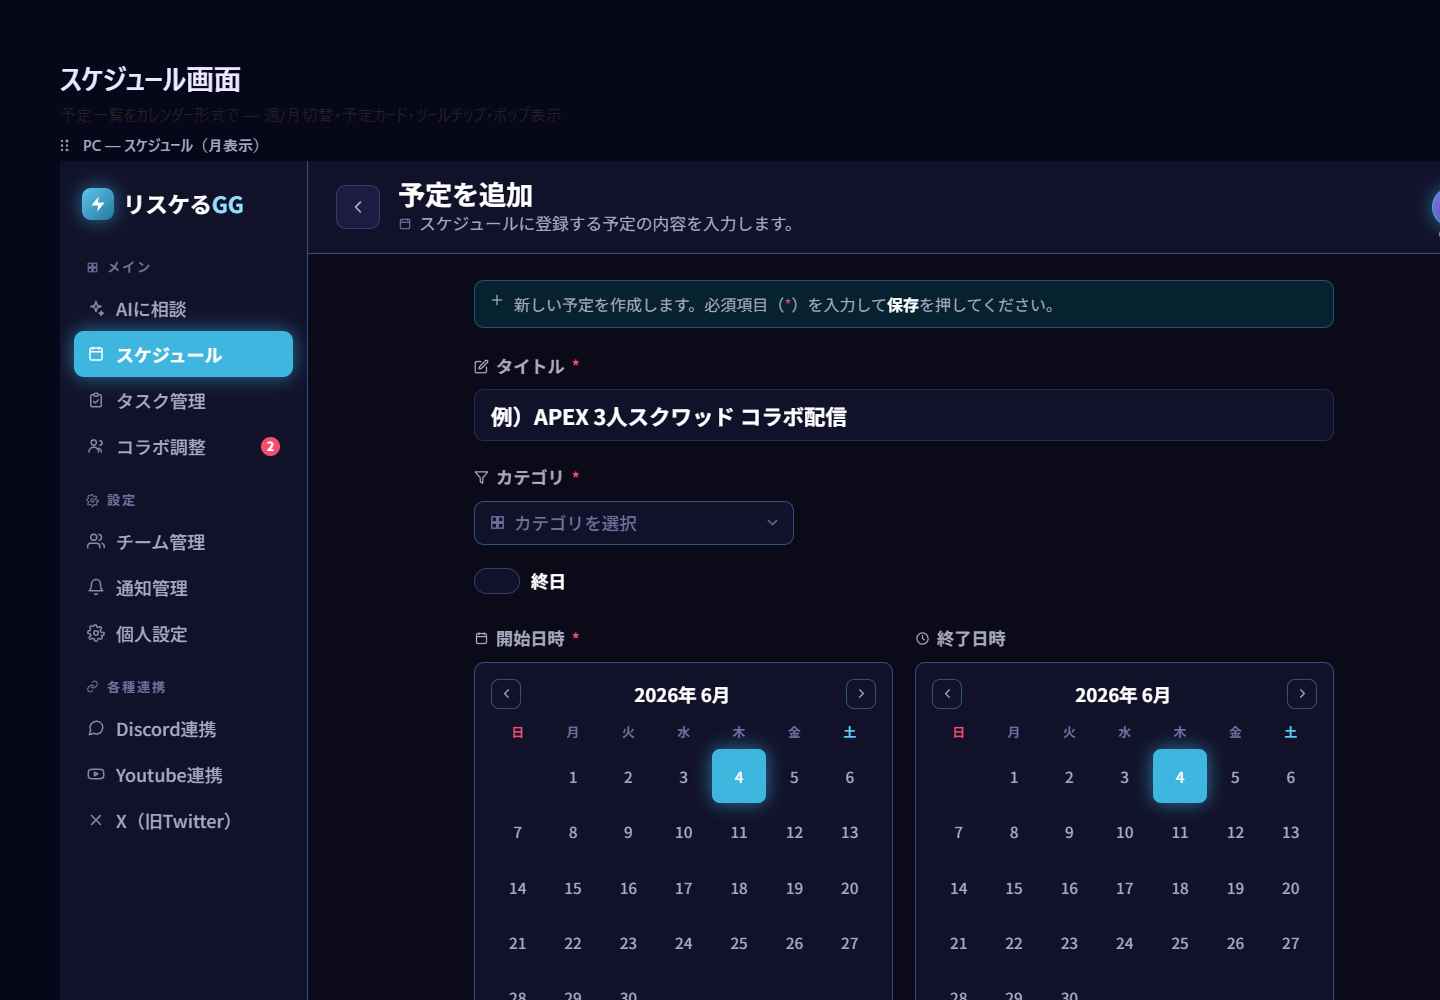 スケジュール画面
予定一覧をカレンダー形式で — 週/月切替・予定カード・ツールチップ・ポップ表示
PC — スケジュール（月表示）
リスケるGG
メイン
AIに相談
スケジュール
タスク管理
コラボ調整 2
設定
チーム管理
通知管理
個人設定
各種連携
Discord連携
Youtube連携
X（旧Twitter）
予定を追加
スケジュールに登録する予定の内容を入力します。
新しい予定を作成します。必須項目（*）を入力して保存を押してください。
タイトル *
例）APEX 3人スクワッド コラボ配信
カテゴリ *
カテゴリを選択
終日
開始日時 *
2026年 6月
日 月 火 水 木 金 土
1 2 3 4 5 6
7 8 9 10 11 12 13
14 15 16 17 18 19 20
21 22 23 24 25 26 27
28 29 30
終了日時
2026年 6月
日 月 火 水 木 金 土
1 2 3 4 5 6
7 8 9 10 11 12 13
14 15 16 17 18 19 20
21 22 23 24 25 26 27
28 29 30